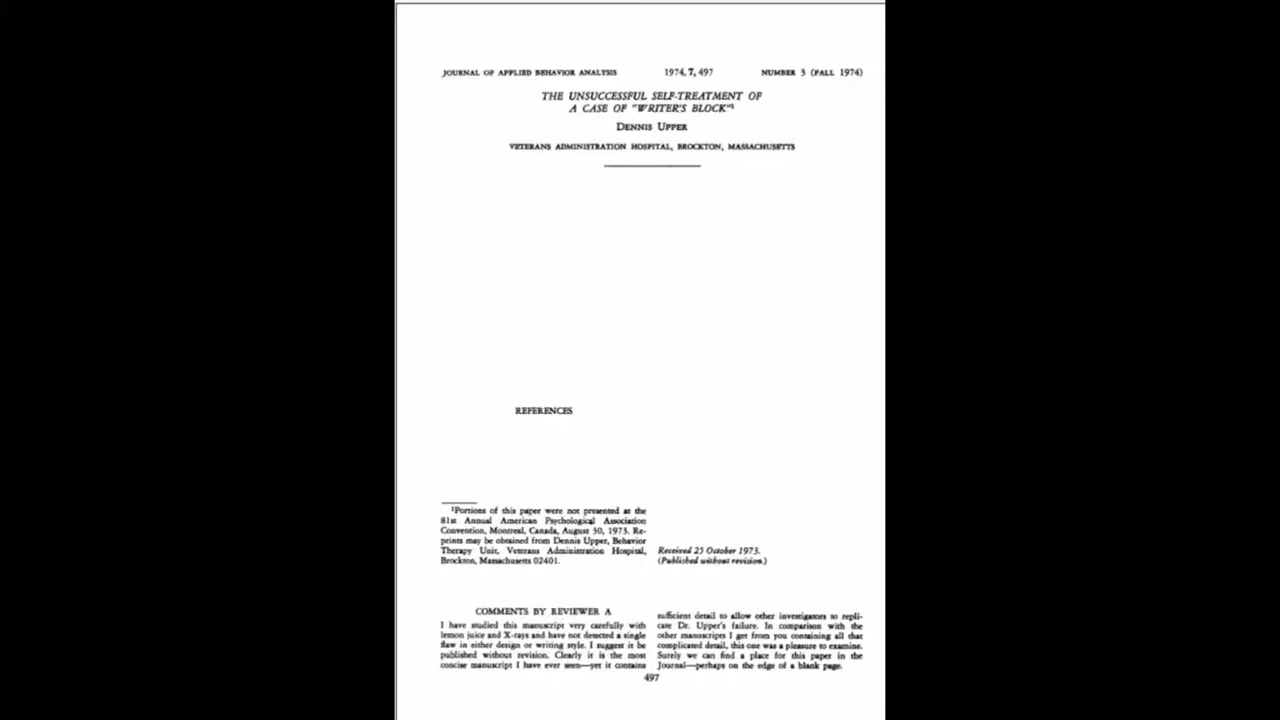 JOURNAL OF APPLIED BEHAVIOR ANALYSIS 1974, 7, 497 NUMBER 3 (FALL 1974)
THE UNSUCCESSFUL SELF-TREATMENT OF
A CASE OF "WRITER'S BLOCK"¹
DENNIS UPPER
VETERANS ADMINISTRATION HOSPITAL, BROCKTON, MASSACHUSETTS
REFERENCES
¹Portions of this paper were not presented at the
81st Annual American Psychological Association
Convention, Montreal, Canada, August 30, 1973. Re-
prints may be obtained from Dennis Upper, Behavior
Therapy Unit, Veterans Administration Hospital,
Brockton, Massachusetts 02401.
Received 25 October 1973.
(Published without revision.)
COMMENTS BY REVIEWER A
I have studied this manuscript very carefully with
lemon juice and X-rays and have not detected a single
flaw in either design or writing style. I suggest it be
published without revision. Clearly it is the most
concise manuscript I have ever seen—yet it contains
sufficient detail to allow other investigators to repli-
cate Dr. Upper's failure. In comparison with the
other manuscripts I get from you containing all that
complicated detail, this one was a pleasure to examine.
Surely we can find a place for this paper in the
Journal—perhaps on the edge of a blank page.
497